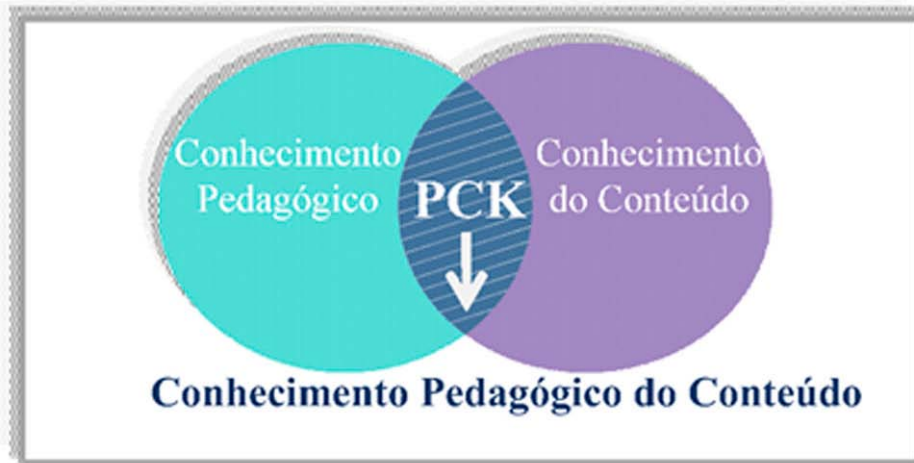 Conhecimento
Pedagógico
PCK
Conhecimento
do Conteúdo
Conhecimento Pedagógico do Conteúdo